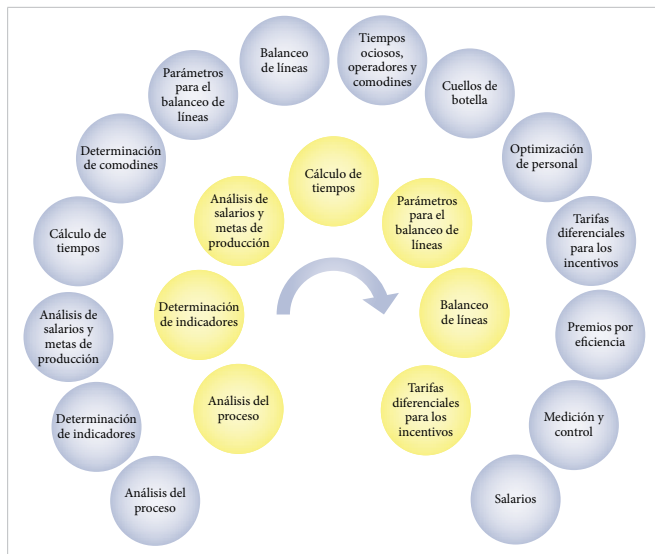 Análisis del
proceso
Determinación
de indicadores
Análisis de
salarios y
metas de
producción
Cálculo de
tiempos
Determinación
de comodines
Parámetros
para el
balanceo de
líneas
Balanceo
de líneas
Tiempos
ociosos,
operadores y
comodines
Cuellos de
botella
Optimización
de personal
Tarifas
diferenciales
para los
incentivos
Premios por
eficiencia
Medición y
control
Salarios
Análisis del
proceso
Determinación
de indicadores
Análisis de
salarios y
metas de
producción
Cálculo de
tiempos
Parámetros
para el
balanceo de
líneas
Balanceo
de líneas
Tarifas
diferenciales
para los
incentivos